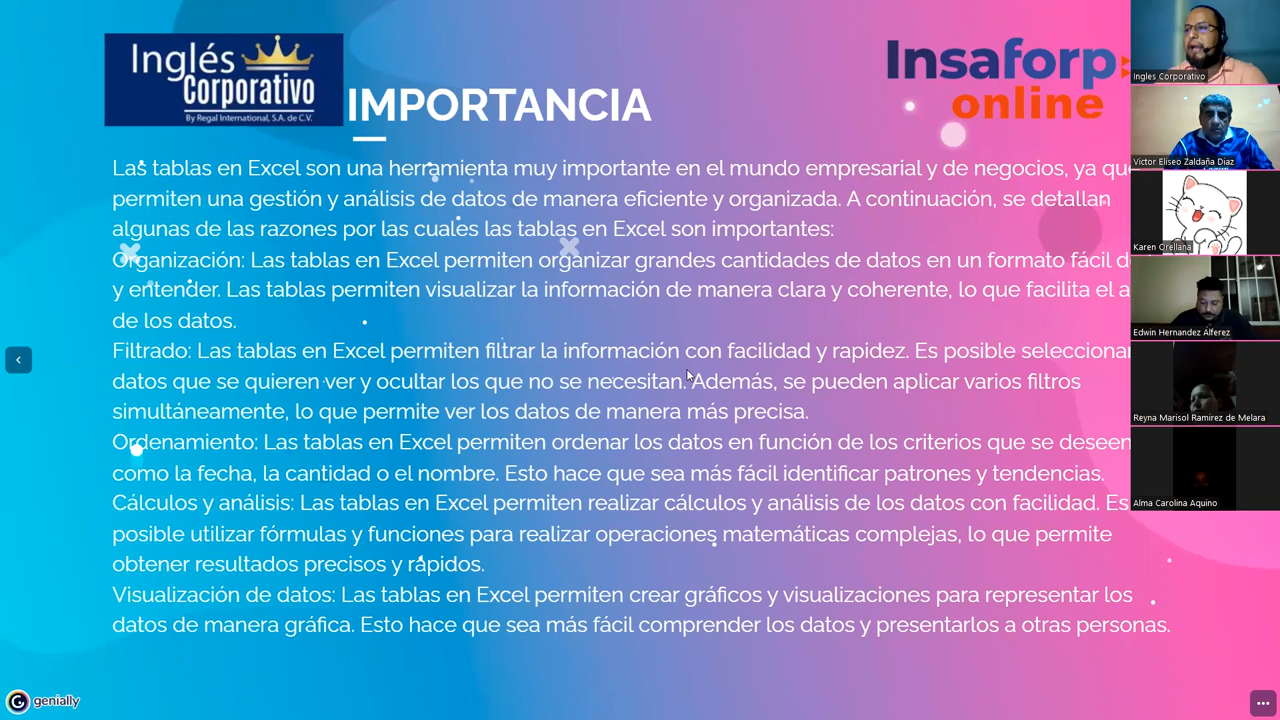 Inglés
Corporativo
By Regal International, S.A. de C.V.
Insaforp
online
IMPORTANCIA
Las tablas en Excel son una herramienta muy importante en el mundo empresarial y de negocios, ya que
permiten una gestión y análisis de datos de manera eficiente y organizada. A continuación, se detallan
algunas de las razones por las cuales las tablas en Excel son importantes:
Organización: Las tablas en Excel permiten organizar grandes cantidades de datos en un formato fácil d
y entender. Las tablas permiten visualizar la información de manera clara y coherente, lo que facilita el a
de los datos.
Filtrado: Las tablas en Excel permiten filtrar la información con facilidad y rapidez. Es posible seleccionar
datos que se quieren ver y ocultar los que no se necesitan. Además, se pueden aplicar varios filtros
simultáneamente, lo que permite ver los datos de manera más precisa.
Ordenamiento: Las tablas en Excel permiten ordenar los datos en función de los criterios que se deseen
como la fecha, la cantidad o el nombre. Esto hace que sea más fácil identificar patrones y tendencias.
Cálculos y análisis: Las tablas en Excel permiten realizar cálculos y análisis de los datos con facilidad. Es
posible utilizar fórmulas y funciones para realizar operaciones matemáticas complejas, lo que permite
obtener resultados precisos y rápidos.
Visualización de datos: Las tablas en Excel permiten crear gráficos y visualizaciones para representar los
datos de manera gráfica. Esto hace que sea más fácil comprender los datos y presentarlos a otras personas.
genially
Ingles Corporativo
Víctor Eliseo Zaldaña Diaz
Karen Orellana
Edwin Hernandez Alferez
Reyna Marisol Ramírez de Melara
Alma Carolina Aquino